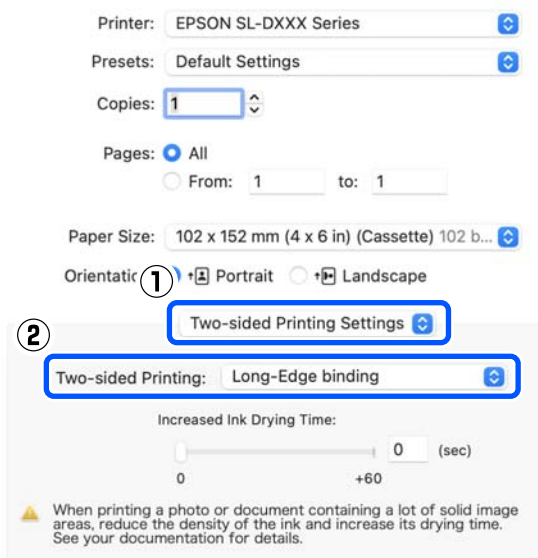 Printer: EPSON SL-DXXX Series
Presets: Default Settings
Copies: 1
Pages: All
From: 1 to: 1
Paper Size: 102 x 152 mm (4 x 6 in) (Cassette) 102 b...
Orientatic Portrait Landscape
1
Two-sided Printing Settings
2
Two-sided Printing: Long-Edge binding
Increased Ink Drying Time:
0 (sec)
0 +60
When printing a photo or document containing a lot of solid image
areas, reduce the density of the ink and increase its drying time.
See your documentation for details.